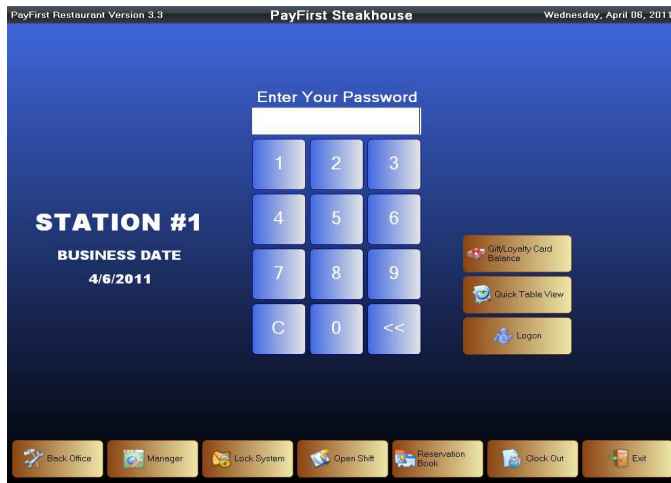 PayFirst Restaurant Version 3.3
PayFirst Steakhouse
Wednesday, April 06, 2011
Enter Your Password
1 2 3
STATION #1
4 5 6
BUSINESS DATE
4/6/2011
7 8 9
C 0 <<
Gift/Loyalty Card
Balance
Quick Table View
Logon
Back Office
Manager
Lock System
Open Shift
Reservation
Book
Clock Out
Exit